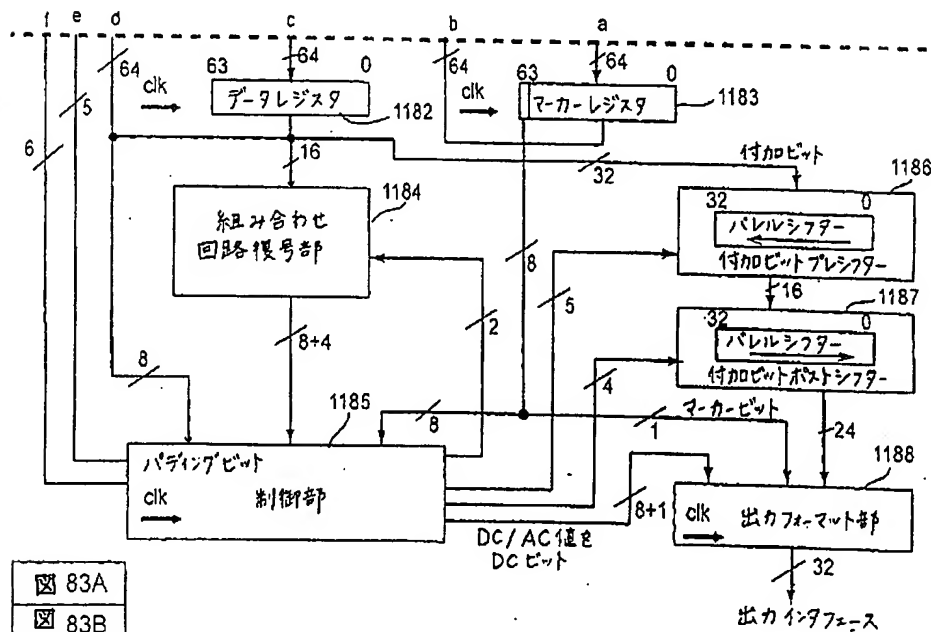 f e d c b a
64 64 64 64
63 0 63 0
clk データレジスタ clk マーカーレジスタ
1182 1183
5
6
16 32 付加ビット
1184 1186
組み合わせ
回路復号部
32 0
バレルシフター
付加ビットプレシフター
8 2 5 16
1187
8+4
32 0
バレルシフター
付加ビットポストシフター
8 4
1185 8 マーカービット
1 24
パディングビット
制御部
clk
1188
8+1
clk 出力フォーマット部
DC/AC値を
DCビット
32
出力インタフェース
図 83A
図 83B